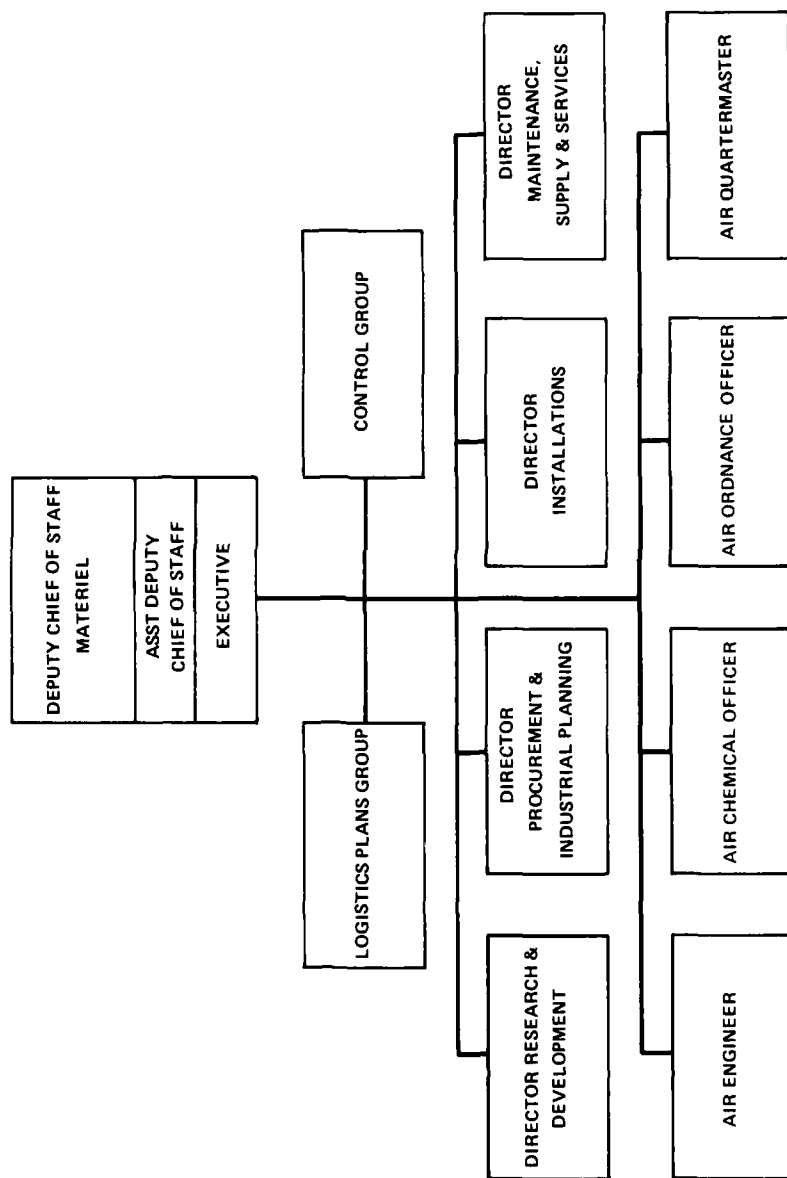 DEPUTY CHIEF OF STAFF
MATERIEL
ASST DEPUTY
CHIEF OF STAFF
EXECUTIVE
LOGISTICS PLANS GROUP
CONTROL GROUP
DIRECTOR RESEARCH &
DEVELOPMENT
DIRECTOR
PROCUREMENT &
INDUSTRIAL PLANNING
DIRECTOR
INSTALLATIONS
DIRECTOR
MAINTENANCE,
SUPPLY & SERVICES
AIR ENGINEER
AIR CHEMICAL OFFICER
AIR ORDNANCE OFFICER
AIR QUARTERMASTER